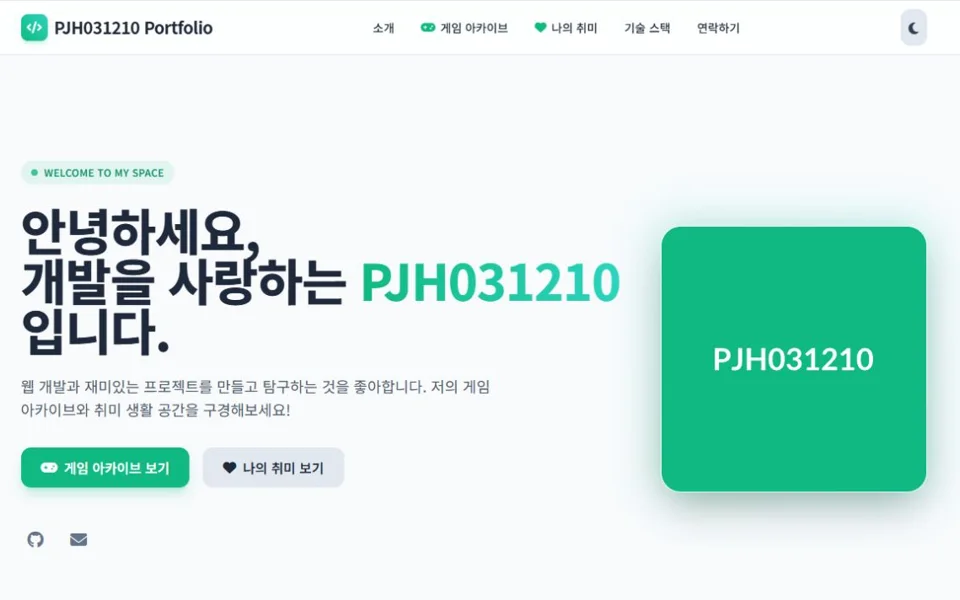 PJH031210 Portfolio
소개
게임 아카이브
나의 취미
기술 스택
연락하기
WELCOME TO MY SPACE
안녕하세요,
개발을 사랑하는 PJH031210
입니다.
웹 개발과 재미있는 프로젝트를 만들고 탐구하는 것을 좋아합니다. 저의 게임
아카이브와 취미 생활 공간을 구경해보세요!
게임 아카이브 보기
나의 취미 보기
PJH031210